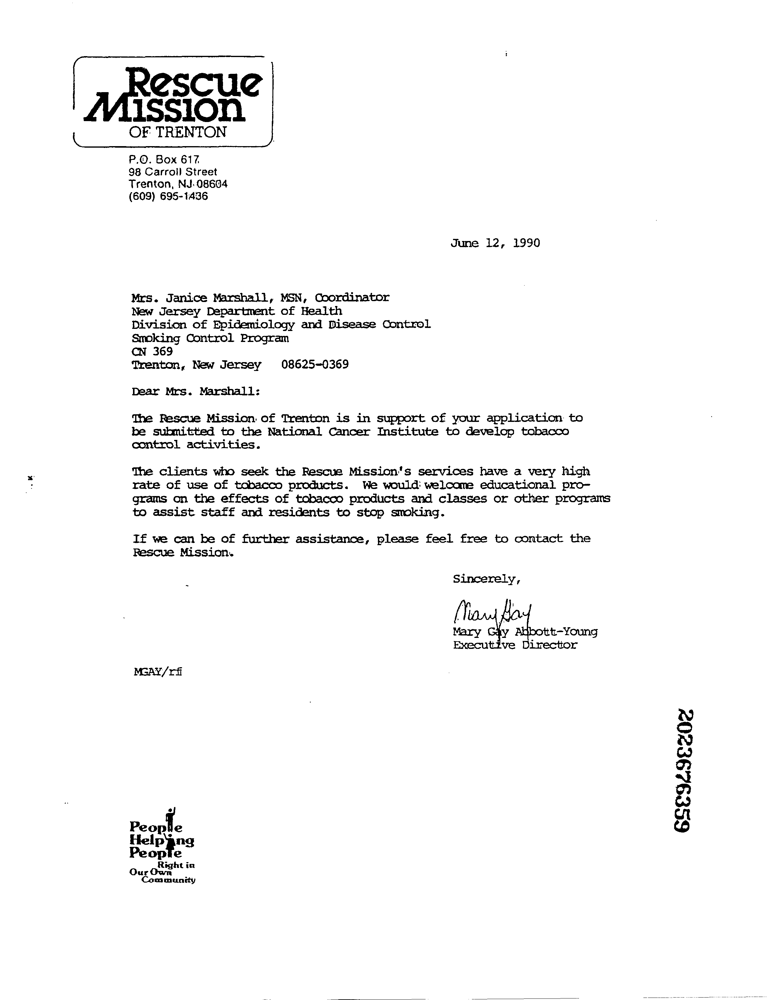 Rescue
Mission
OF TRENTON
P.O. Box 617
98 Carroll Street
Trenton, NJ 08604
(609) 695-1436
June 12, 1990
Mrs. Janice Marshall, MSN, Coordinator
New Jersey Department of Health
Division of Epidemiology and Disease Control
Smoking Control Program
CN 369
Trenton, New Jersey 08625-0369
Dear Mrs. Marshall:
The Rescue Mission of Trenton is in support of your application to
be submitted to the National Cancer Institute to develop tobacco
control activities.
The clients who seek the Rescue Mission's services have a very high
rate of use of tobacco products. We would welcome educational pro-
grams on the effects of tobacco products and classes or other programs
to assist staff and residents to stop smoking.
If we can be of further assistance, please feel free to contact the
Rescue Mission.
Sincerely,
Mary Gay
Mary Gay Abbott-Young
Executive Director
MGAY/rfi
2023676359
People
Helping
People
Right in
Our Own
Community